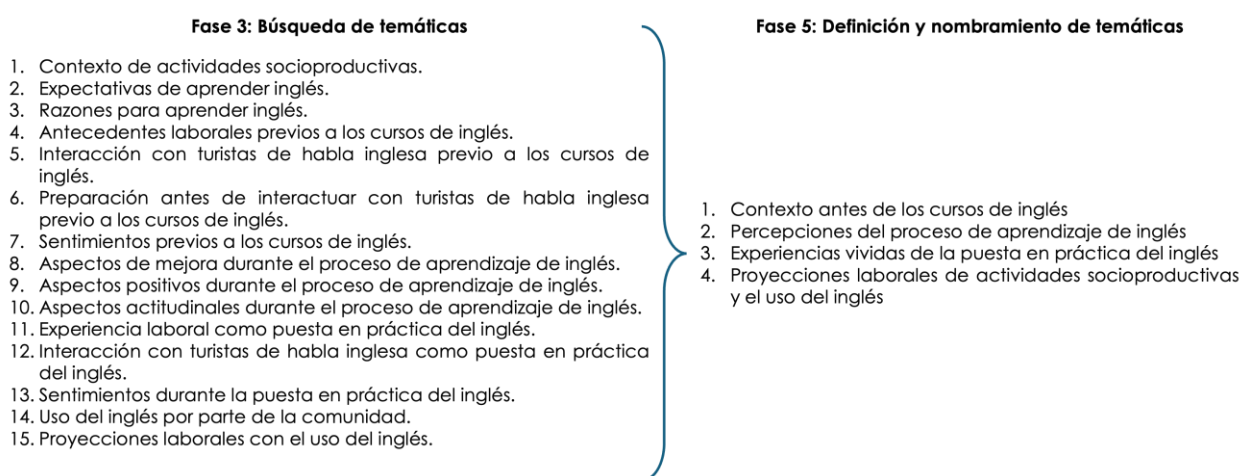 Fase 3: Búsqueda de temáticas
1. Contexto de actividades socioproductivas.
2. Expectativas de aprender inglés.
3. Razones para aprender inglés.
4. Antecedentes laborales previos a los cursos de inglés.
5. Interacción con turistas de habla inglesa previo a los cursos de
inglés.
6. Preparación antes de interactuar con turistas de habla inglesa
previo a los cursos de inglés.
7. Sentimientos previos a los cursos de inglés.
8. Aspectos de mejora durante el proceso de aprendizaje de inglés.
9. Aspectos positivos durante el proceso de aprendizaje de inglés.
10. Aspectos actitudinales durante el proceso de aprendizaje de inglés.
11. Experiencia laboral como puesta en práctica del inglés.
12. Interacción con turistas de habla inglesa como puesta en práctica
del inglés.
13. Sentimientos durante la puesta en práctica del inglés.
14. Uso del inglés por parte de la comunidad.
15. Proyecciones laborales con el uso del inglés.
Fase 5: Definición y nombramiento de temáticas
1. Contexto antes de los cursos de inglés
2. Percepciones del proceso de aprendizaje de inglés
3. Experiencias vividas de la puesta en práctica del inglés
4. Proyecciones laborales de actividades socioproductivas
y el uso del inglés